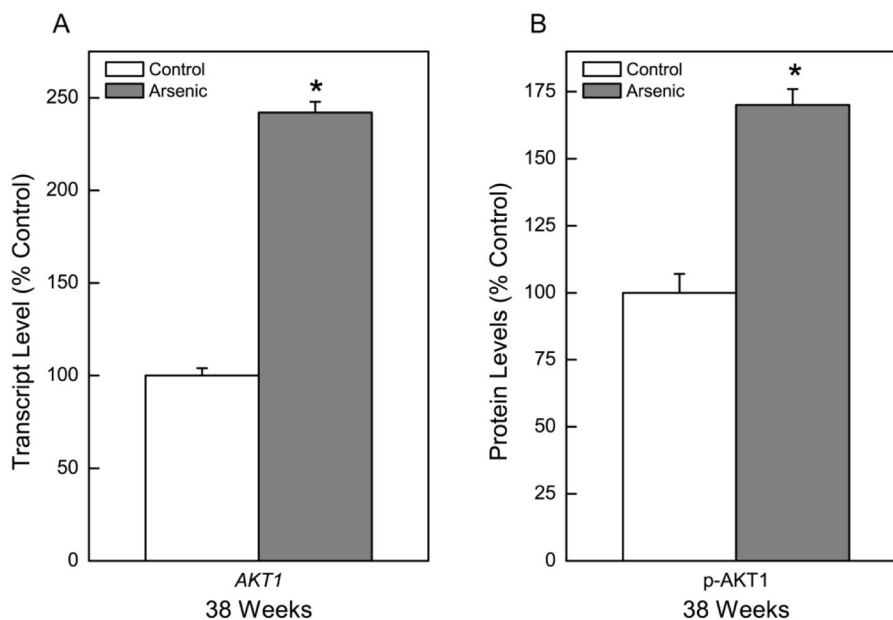 A
Control
Arsenic
*
250
200
150
100
50
0
Transcript Level (% Control)
AKT1
38 Weeks
B
Control
Arsenic
*
175
150
125
100
75
50
25
0
Protein Levels (% Control)
p-AKT1
38 Weeks